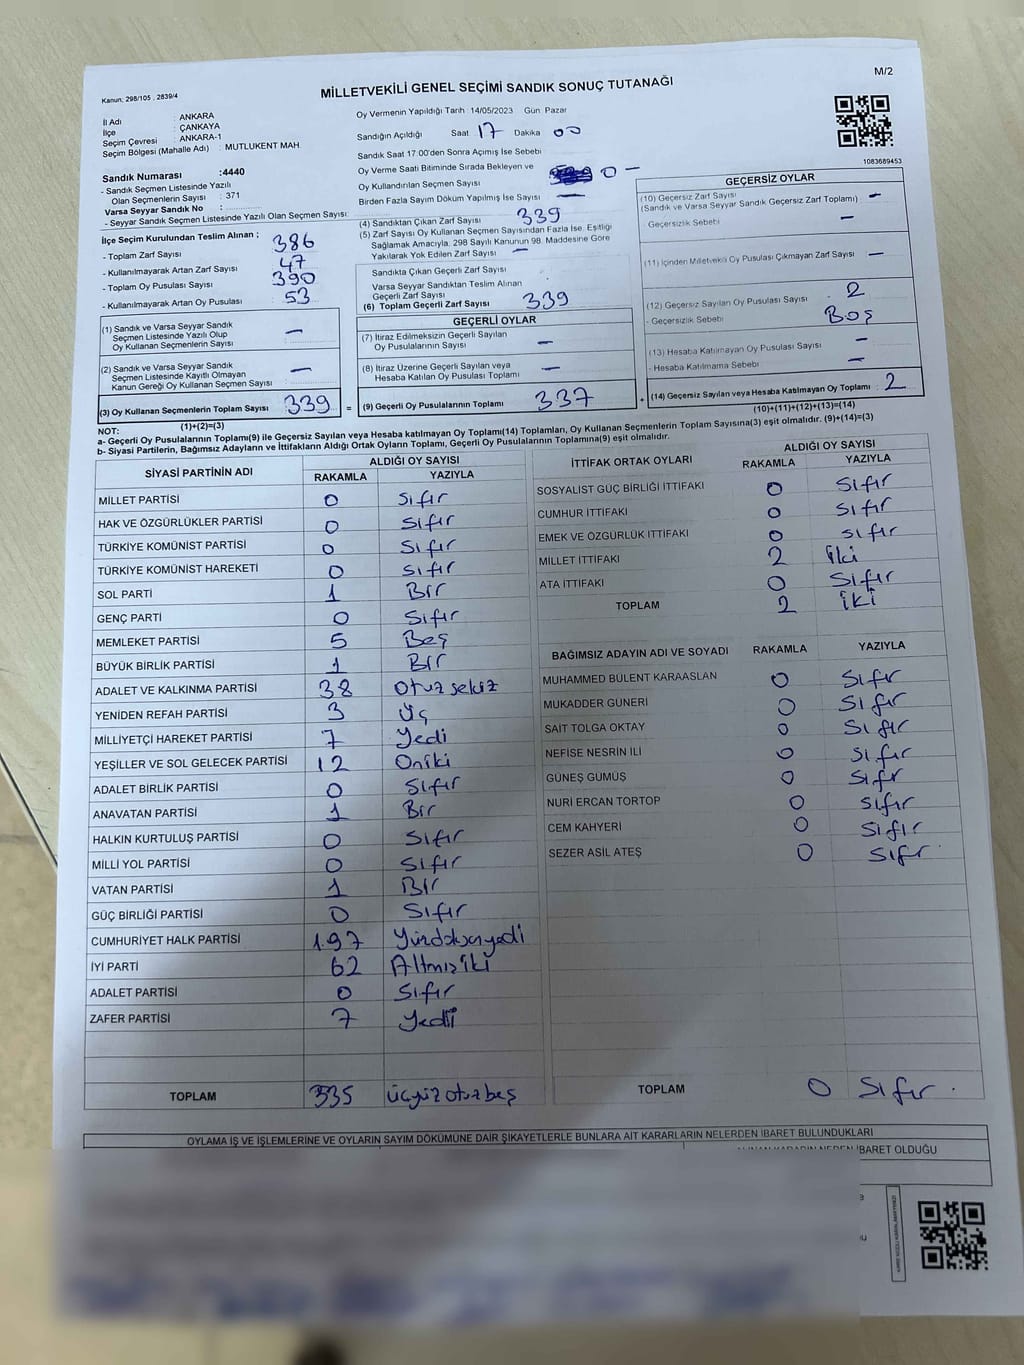 Kanun: 298/105 , 2839/4
MİLLETVEKİLİ GENEL SEÇİMİ SANDIK SONUÇ TUTANAĞI
M/2
İl Adı : ANKARA
İlçe : ÇANKAYA
Seçim Çevresi : ANKARA-1
Seçim Bölgesi (Mahalle Adı) : MUTLUKENT MAH.
Oy Vermenin Yapıldığı Tarih :14/05/2023 Gün: Pazar
Sandığın Açıldığı Saat 17 Dakika 00
Sandık Saat 17:00'den Sonra Açımış İse Sebebi
Oy Verme Saati Bitiminde Sırada Bekleyen ve
Oy Kullandırılan Seçmen Sayısı 0 -
Birden Fazla Sayım Döküm Yapılmış İse Sayısı -
1083689453
Sandık Numarası :4440
- Sandık Seçmen Listesinde Yazılı
Olan Seçmenlerin Sayısı : 371
Varsa Seyyar Sandık No :
- Seyyar Sandık Seçmen Listesinde Yazılı Olan Seçmen Sayısı:
İlçe Seçim Kurulundan Teslim Alınan ;
- Toplam Zarf Sayısı 386
- Kullanılmayarak Artan Zarf Sayısı 47
- Toplam Oy Pusulası Sayısı 390
- Kullanılmayarak Artan Oy Pusulası 53
(1) Sandık ve Varsa Seyyar Sandık
Seçmen Listesinde Yazılı Olup
Oy Kullanan Seçmenlerin Sayısı : -
(2) Sandık ve Varsa Seyyar Sandık
Seçmen Listesinde Kayıtlı Olmayan
Kanun Gereği Oy Kullanan Seçmen Sayısı : -
(3) Oy Kullanan Seçmenlerin Toplam Sayısı 339 =
(1)+(2)=(3)
(4) Sandıktan Çıkan Zarf Sayısı 339
(5) Zarf Sayısı Oy Kullanan Seçmen Sayısından Fazla İse, Eşitliği
Sağlamak Amacıyla, 298 Sayılı Kanunun 98. Maddesine Göre
Yakılarak Yok Edilen Zarf Sayısı -
Sandıkta Çıkan Geçerli Zarf Sayısı :
Varsa Seyyar Sandıktan Teslim Alınan
Geçerli Zarf Sayısı :
(6) Toplam Geçerli Zarf Sayısı 339
GEÇERLİ OYLAR
(7) İtiraz Edilmeksizin Geçerli Sayılan
Oy Pusulalarının Sayısı -
(8) İtiraz Üzerine Geçerli Sayılan veya
Hesaba Katılan Oy Pusulası Toplamı -
(9) Geçerli Oy Pusulalarının Toplamı 337 +
GEÇERSİZ OYLAR
(10) Geçersiz Zarf Sayısı
(Sandık ve Varsa Seyyar Sandık Geçersiz Zarf Toplamı) -
Geçersizlik Sebebi -
(11) İçinden Milletvekili Oy Pusulası Çıkmayan Zarf Sayısı -
(12) Geçersiz Sayılan Oy Pusulası Sayısı 2
- Geçersizlik Sebebi Boş
(13) Hesaba Katılmayan Oy Pusulası Sayısı -
- Hesaba Katılmama Sebebi -
(14) Geçersiz Sayılan veya Hesaba Katılmayan Oy Toplamı : 2
(10)+(11)+(12)+(13)=(14)
NOT:
a- Geçerli Oy Pusulalarının Toplamı(9) ile Geçersiz Sayılan veya Hesaba katılmayan Oy Toplamı(14) Toplamları, Oy Kullanan Seçmenlerin Toplam Sayısına(3) eşit olmalıdır. (9)+(14)=(3)
b- Siyasi Partilerin, Bağımsız Adayların ve İttifakların Aldığı Ortak Oyların Toplamı, Geçerli Oy Pusulalarının Toplamına(9) eşit olmalıdır.
SİYASİ PARTİNİN ADI ALDIĞI OY SAYISI
RAKAMLA YAZIYLA
MİLLET PARTİSİ 0 Sıfır
HAK VE ÖZGÜRLÜKLER PARTİSİ 0 Sıfır
TÜRKİYE KOMÜNİST PARTİSİ 0 Sıfır
TÜRKİYE KOMÜNİST HAREKETİ 0 Sıfır
SOL PARTİ 1 Bir
GENÇ PARTİ 0 Sıfır
MEMLEKET PARTİSİ 5 Beş
BÜYÜK BİRLİK PARTİSİ 1 Bir
ADALET VE KALKINMA PARTİSİ 38 Otuz sekiz
YENİDEN REFAH PARTİSİ 3 Üç
MİLLİYETÇİ HAREKET PARTİSİ 7 Yedi
YEŞİLLER VE SOL GELECEK PARTİSİ 12 Oniki
ADALET BİRLİK PARTİSİ 0 Sıfır
ANAVATAN PARTİSİ 1 Bir
HALKIN KURTULUŞ PARTİSİ 0 Sıfır
MİLLİ YOL PARTİSİ 0 Sıfır
VATAN PARTİSİ 1 Bir
GÜÇ BİRLİĞİ PARTİSİ 0 Sıfır
CUMHURİYET HALK PARTİSİ 197
İYİ PARTİ 62 Altmış iki
ADALET PARTİSİ 0 Sıfır
ZAFER PARTİSİ 7 Yedi
TOPLAM 335 üçyüz otuz beş
İTTİFAK ORTAK OYLARI ALDIĞI OY SAYISI
RAKAMLA YAZIYLA
SOSYALİST GÜÇ BİRLİĞİ İTTİFAKI 0 Sıfır
CUMHUR İTTİFAKI 0 Sıfır
EMEK VE ÖZGÜRLÜK İTTİFAKI 0 Sıfır
MİLLET İTTİFAKI 2 İki
ATA İTTİFAKI 0 Sıfır
TOPLAM 2 İki
BAĞIMSIZ ADAYIN ADI VE SOYADI RAKAMLA YAZIYLA
MUHAMMED BÜLENT KARAASLAN 0 Sıfır
MUKADDER GÜNERİ 0 Sıfır
SAİT TOLGA OKTAY 0 Sıfır
NEFİSE NESRİN İLİ 0 Sıfır
GÜNEŞ GÜMÜŞ 0 Sıfır
NURİ ERCAN TORTOP 0 Sıfır
CEM KAHYERİ 0 Sıfır
SEZER ASİL ATEŞ 0 Sıfır
TOPLAM 0 Sıfır
OYLAMA İŞ VE İŞLEMLERİNE VE OYLARIN SAYIM DÖKÜMÜNE DAİR ŞİKAYETLERLE BUNLARA AİT KARARLARIN NELERDEN İBARET BULUNDUKLARI
İBARET OLDUĞU